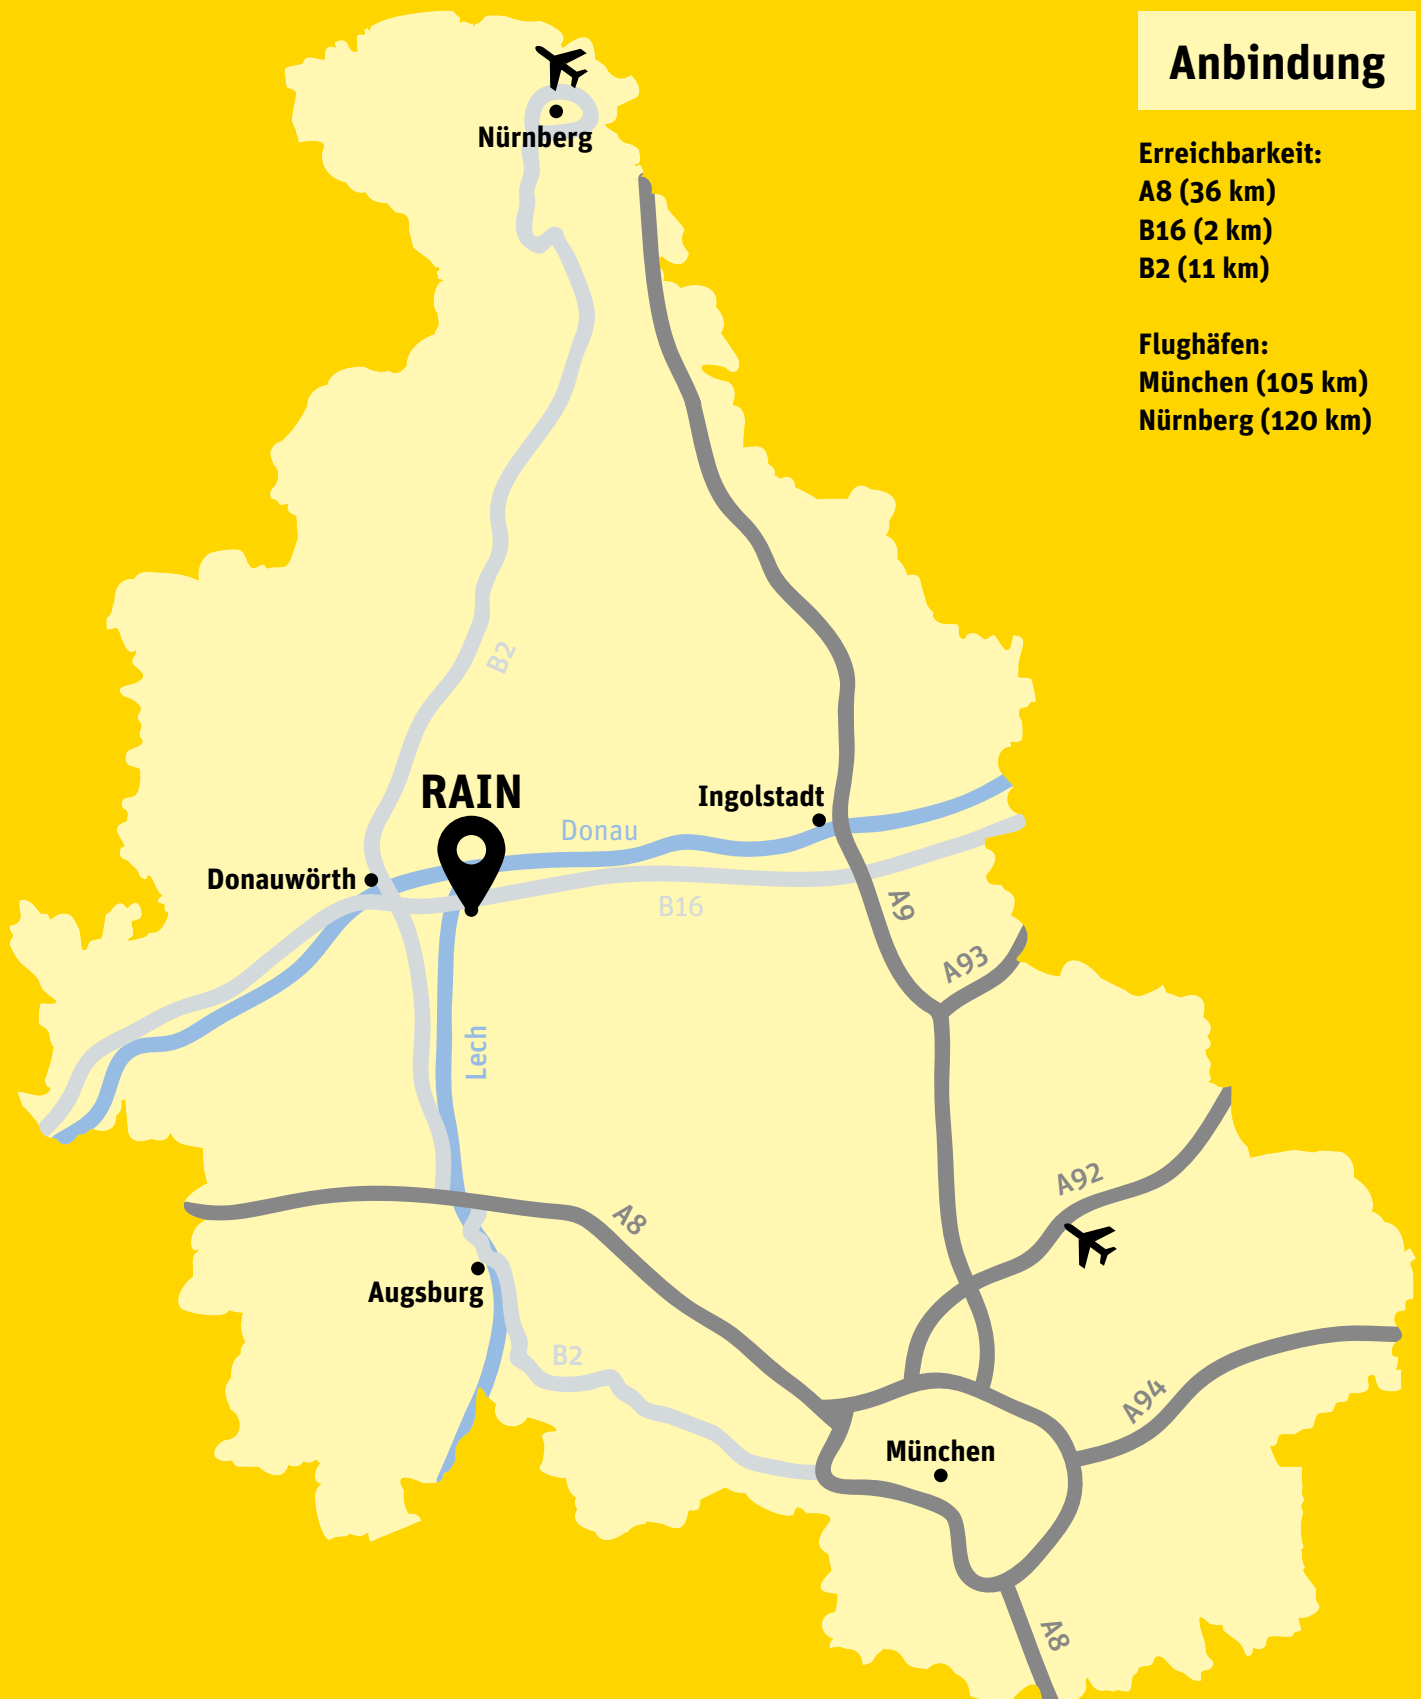 Anbindung
Erreichbarkeit:
A8 (36 km)
B16 (2 km)
B2 (11 km)
Flughäfen:
München (105 km)
Nürnberg (120 km)
Nürnberg
B2
RAIN
Ingolstadt
Donau
Donauwörth
B16
A9
A93
Lech
A92
A8
Augsburg
B2
A94
München
A8